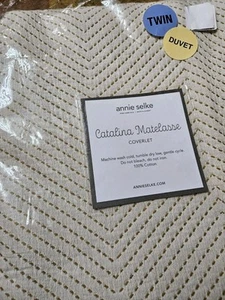 TWIN
DUVET
annie selke
Catalina Matelasse
COVERLET
Machine wash cold, tumble dry low, gentle cycle.
Do not bleach, do not iron.
100% Cotton
ANNIESELKE.COM